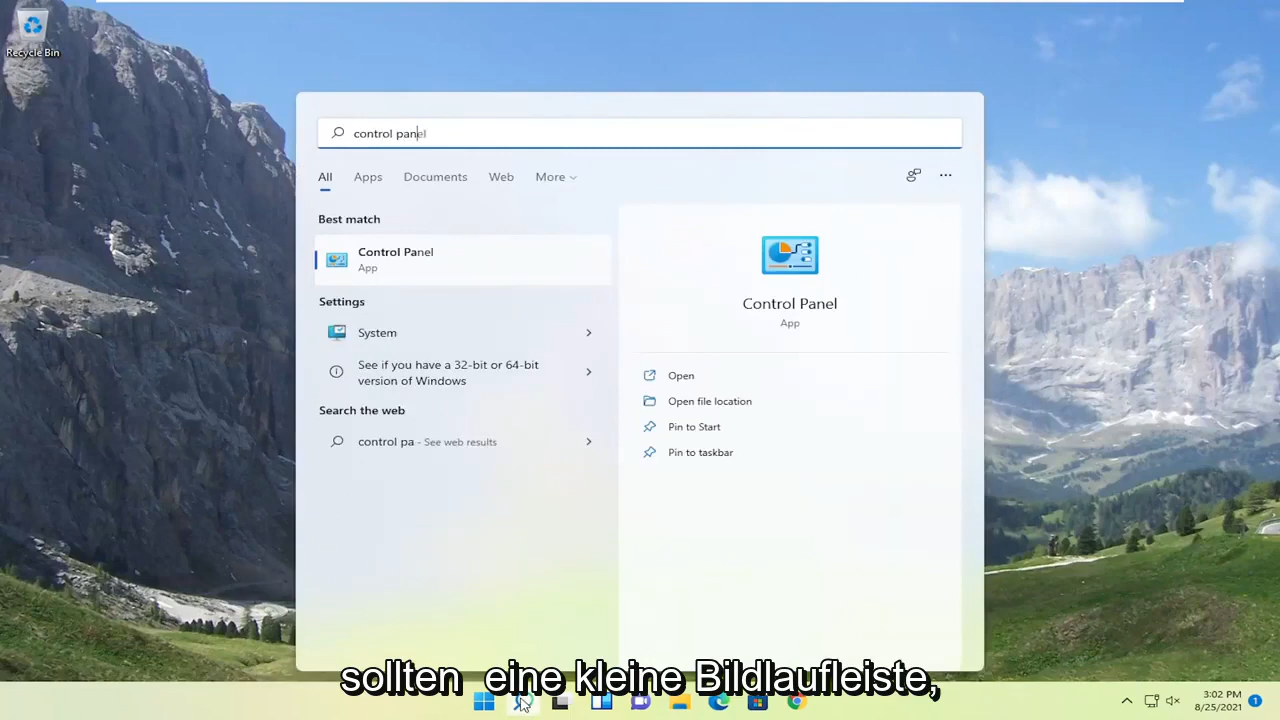 Recycle Bin
control panel
All Apps Documents Web More
Best match
Control Panel
App
Settings
System
See if you have a 32-bit or 64-bit
version of Windows
Search the web
control pa - See web results
Control Panel
App
Open
Open file location
Pin to Start
Pin to taskbar
sollten eine kleine Bildlaufleiste,
3:02 PM
8/25/2021
1